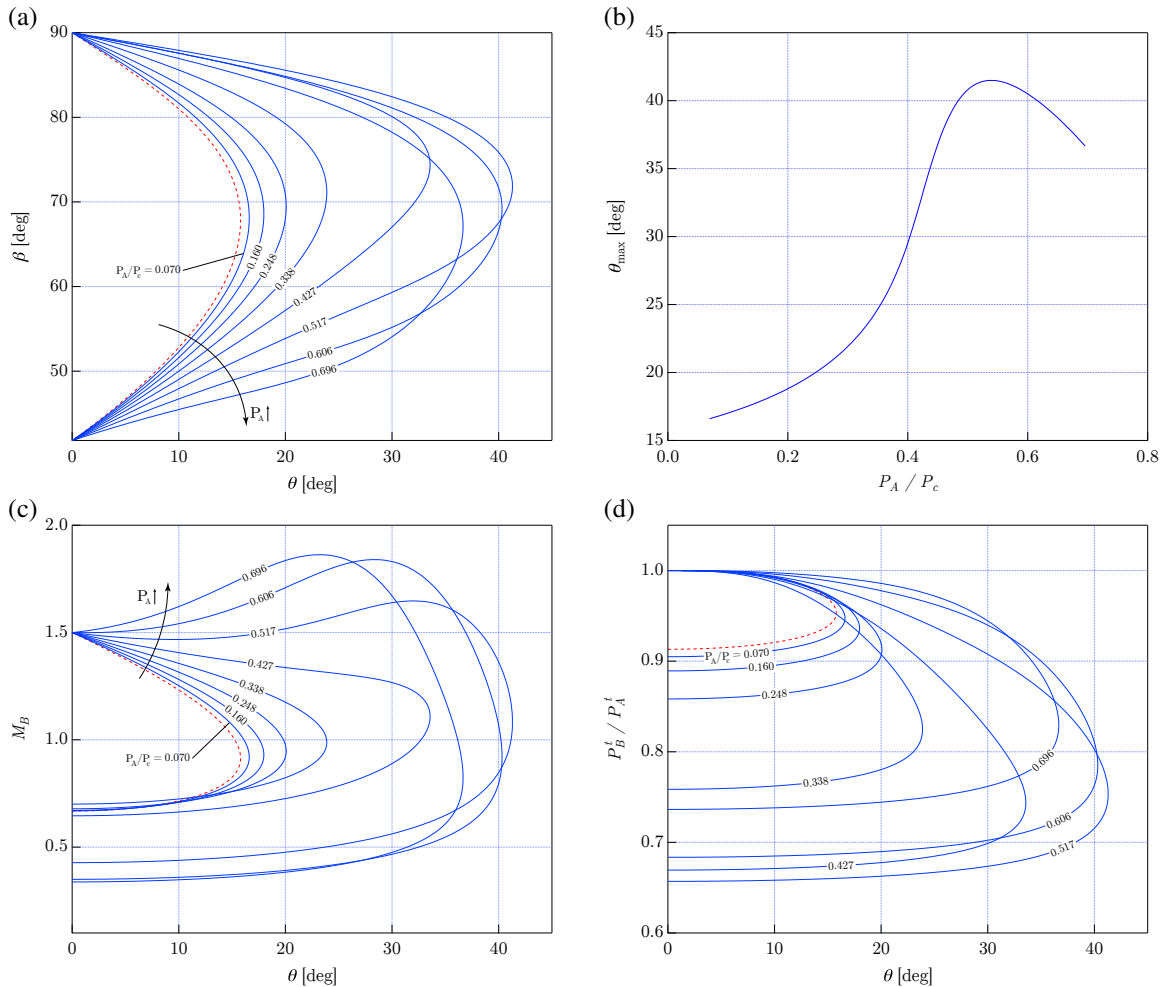 (a)
90
80
70
60
50
β [deg]
P_A/P_c = 0.070
0.160
0.248
0.338
0.427
0.517
0.606
0.696
P_A↑
0 10 20 30 40
θ [deg]
(b)
45
40
35
30
25
20
15
θ_max [deg]
0.0 0.2 0.4 0.6 0.8
P_A / P_c
(c)
2.0
1.5
1.0
0.5
M_B
P_A↑
0.696
0.606
0.517
0.427
0.338
0.248
0.160
P_A/P_c = 0.070
0 10 20 30 40
θ [deg]
(d)
1.0
0.9
0.8
0.7
0.6
P_B^t / P_A^t
P_A/P_c = 0.070
0.160
0.248
0.338
0.696
0.606
0.517
0.427
0 10 20 30 40
θ [deg]